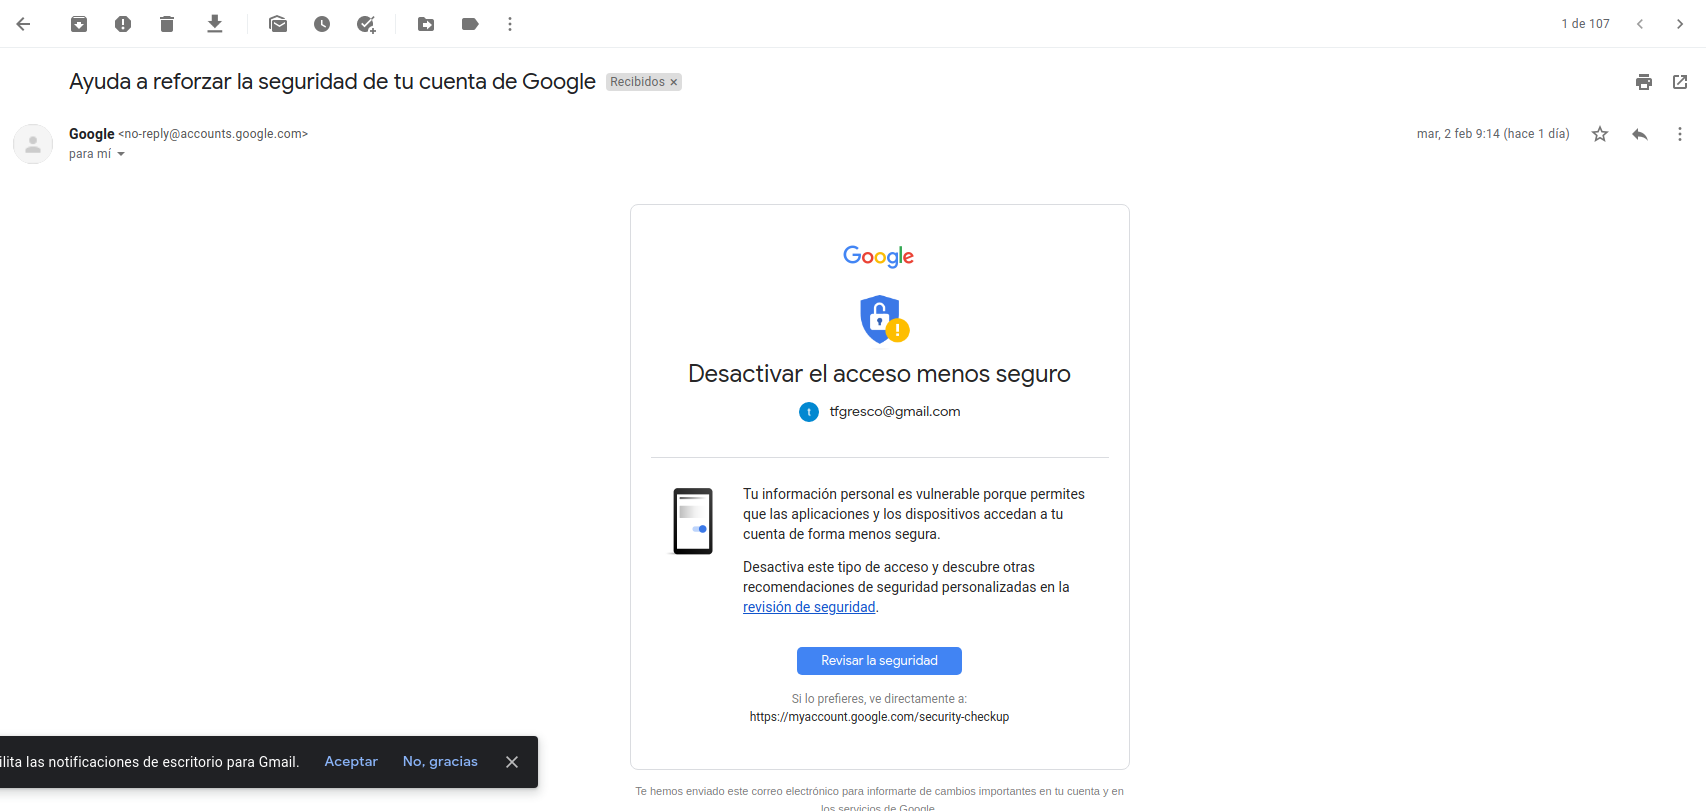 1 de 107
Ayuda a reforzar la seguridad de tu cuenta de Google Recibidos ×
Google <no-reply@accounts.google.com> mar, 2 feb 9:14 (hace 1 día)
para mí
Google
Desactivar el acceso menos seguro
t tfgresco@gmail.com
Tu información personal es vulnerable porque permites
que las aplicaciones y los dispositivos accedan a tu
cuenta de forma menos segura.
Desactiva este tipo de acceso y descubre otras
recomendaciones de seguridad personalizadas en la
revisión de seguridad.
Revisar la seguridad
Si lo prefieres, ve directamente a:
https://myaccount.google.com/security-checkup
las notificaciones de escritorio para Gmail. Aceptar No, gracias
Te hemos enviado este correo electrónico para informarte de cambios importantes en tu cuenta y en
los servicios de Google.